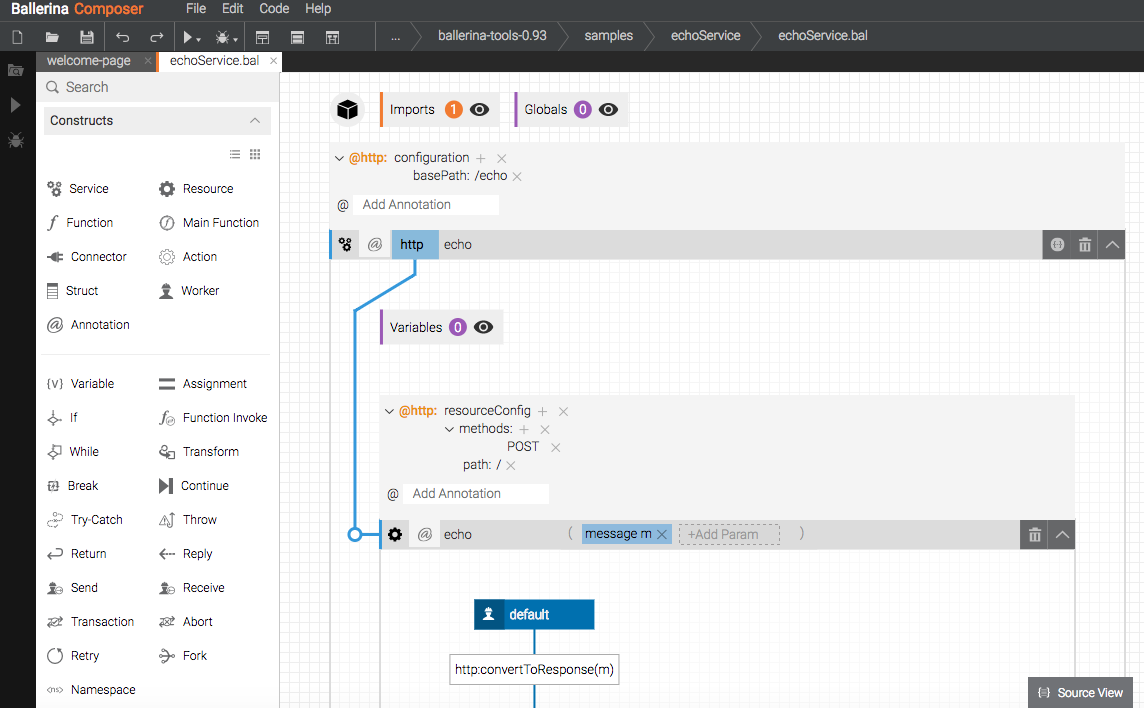 Ballerina Composer File Edit Code Help
... ballerina-tools-0.93 samples echoService echoService.bal
welcome-page × echoService.bal ×
Search
Constructs
Service Resource
Function Main Function
Connector Action
Struct Worker
Annotation
{V} Variable Assignment
If Function Invoke
While Transform
Break Continue
Try-Catch Throw
Return Reply
Send Receive
Transaction Abort
Retry Fork
<ns> Namespace
Imports 1 Globals 0
@http: configuration + ×
basePath: /echo ×
@ Add Annotation
@ http echo
Variables 0
@http: resourceConfig + ×
methods: + ×
POST ×
path: / ×
@ Add Annotation
@ echo ( message m × +Add Param )
default
http:convertToResponse(m)
Source View